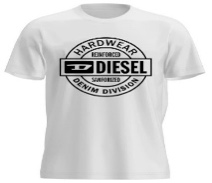 HARDWEAR
REINFORCED
D DIESEL
SANFORIZED
DENIM DIVISION